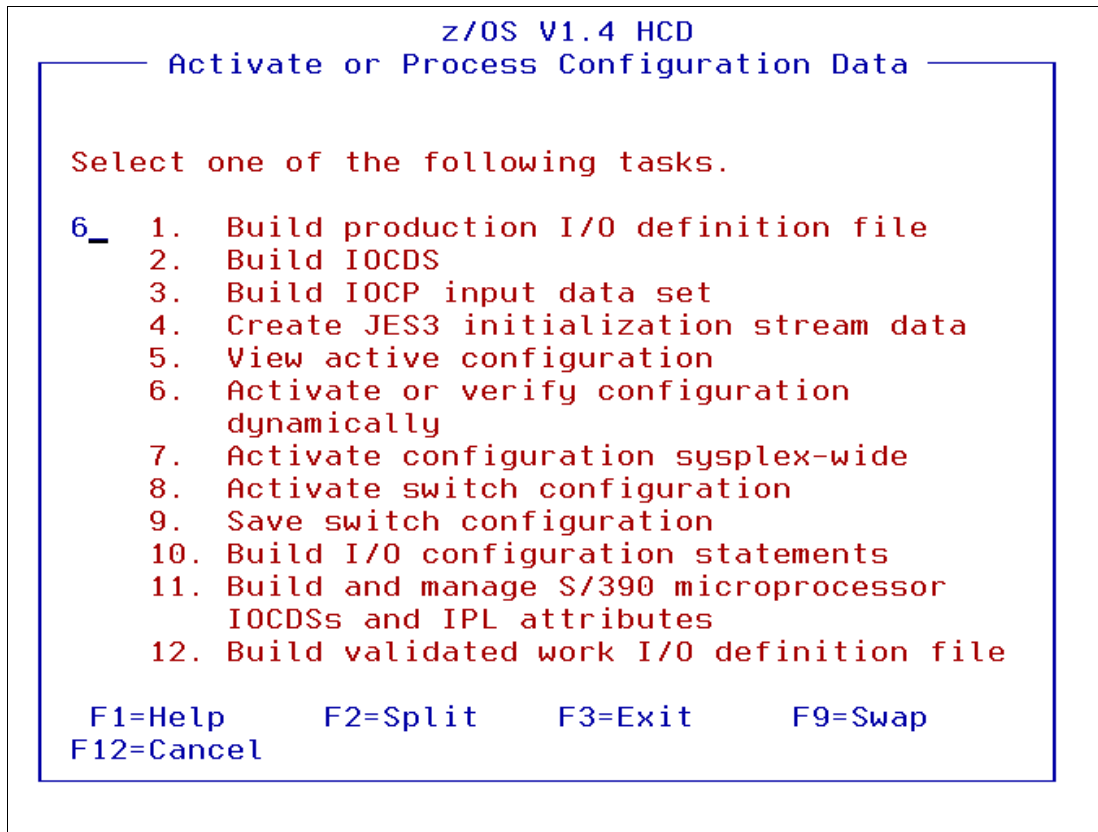 z/OS V1.4 HCD
Activate or Process Configuration Data
Select one of the following tasks.
6_ 1. Build production I/O definition file
2. Build IOCDS
3. Build IOCP input data set
4. Create JES3 initialization stream data
5. View active configuration
6. Activate or verify configuration
dynamically
7. Activate configuration sysplex-wide
8. Activate switch configuration
9. Save switch configuration
10. Build I/O configuration statements
11. Build and manage S/390 microprocessor
IOCDSs and IPL attributes
12. Build validated work I/O definition file
F1=Help F2=Split F3=Exit F9=Swap
F12=Cancel